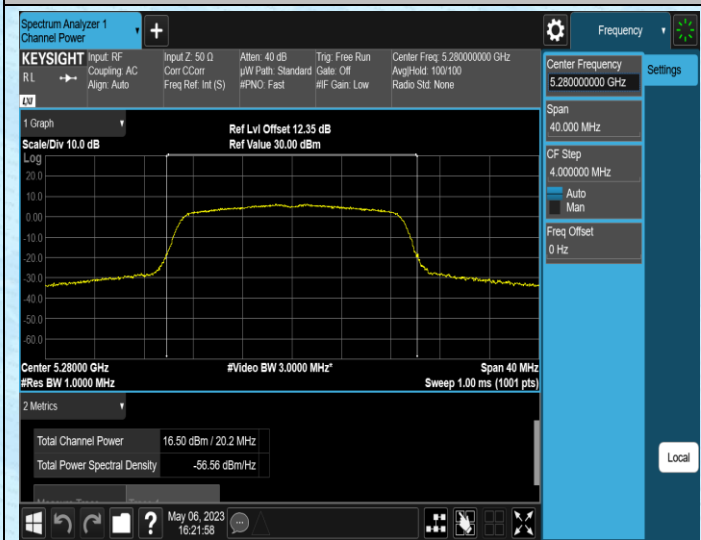 Spectrum Analyzer 1
Channel Power
+
Frequency
KEYSIGHT
R L
LXI
Input: RF
Coupling: AC
Align: Auto
Input Z: 50 Ω
Corr CCorr
Freq Ref: Int (S)
Atten: 40 dB
µW Path: Standard
#PNO: Fast
Trig: Free Run
Gate: Off
#IF Gain: Low
Center Freq: 5.280000000 GHz
Avg|Hold: 100/100
Radio Std: None
Center Frequency
5.280000000 GHz
Settings
Span
40.000 MHz
CF Step
4.000000 MHz
Auto
Man
Freq Offset
0 Hz
1 Graph
Scale/Div 10.0 dB
Ref Lvl Offset 12.35 dB
Ref Value 30.00 dBm
Log
20.0
10.0
0.00
-10.0
-20.0
-30.0
-40.0
-50.0
-60.0
Center 5.28000 GHz
#Video BW 3.0000 MHz*
Span 40 MHz
#Res BW 1.0000 MHz
Sweep 1.00 ms (1001 pts)
2 Metrics
Total Channel Power 16.50 dBm / 20.2 MHz
Total Power Spectral Density -56.56 dBm/Hz
Local
?
May 06, 2023
16:21:58